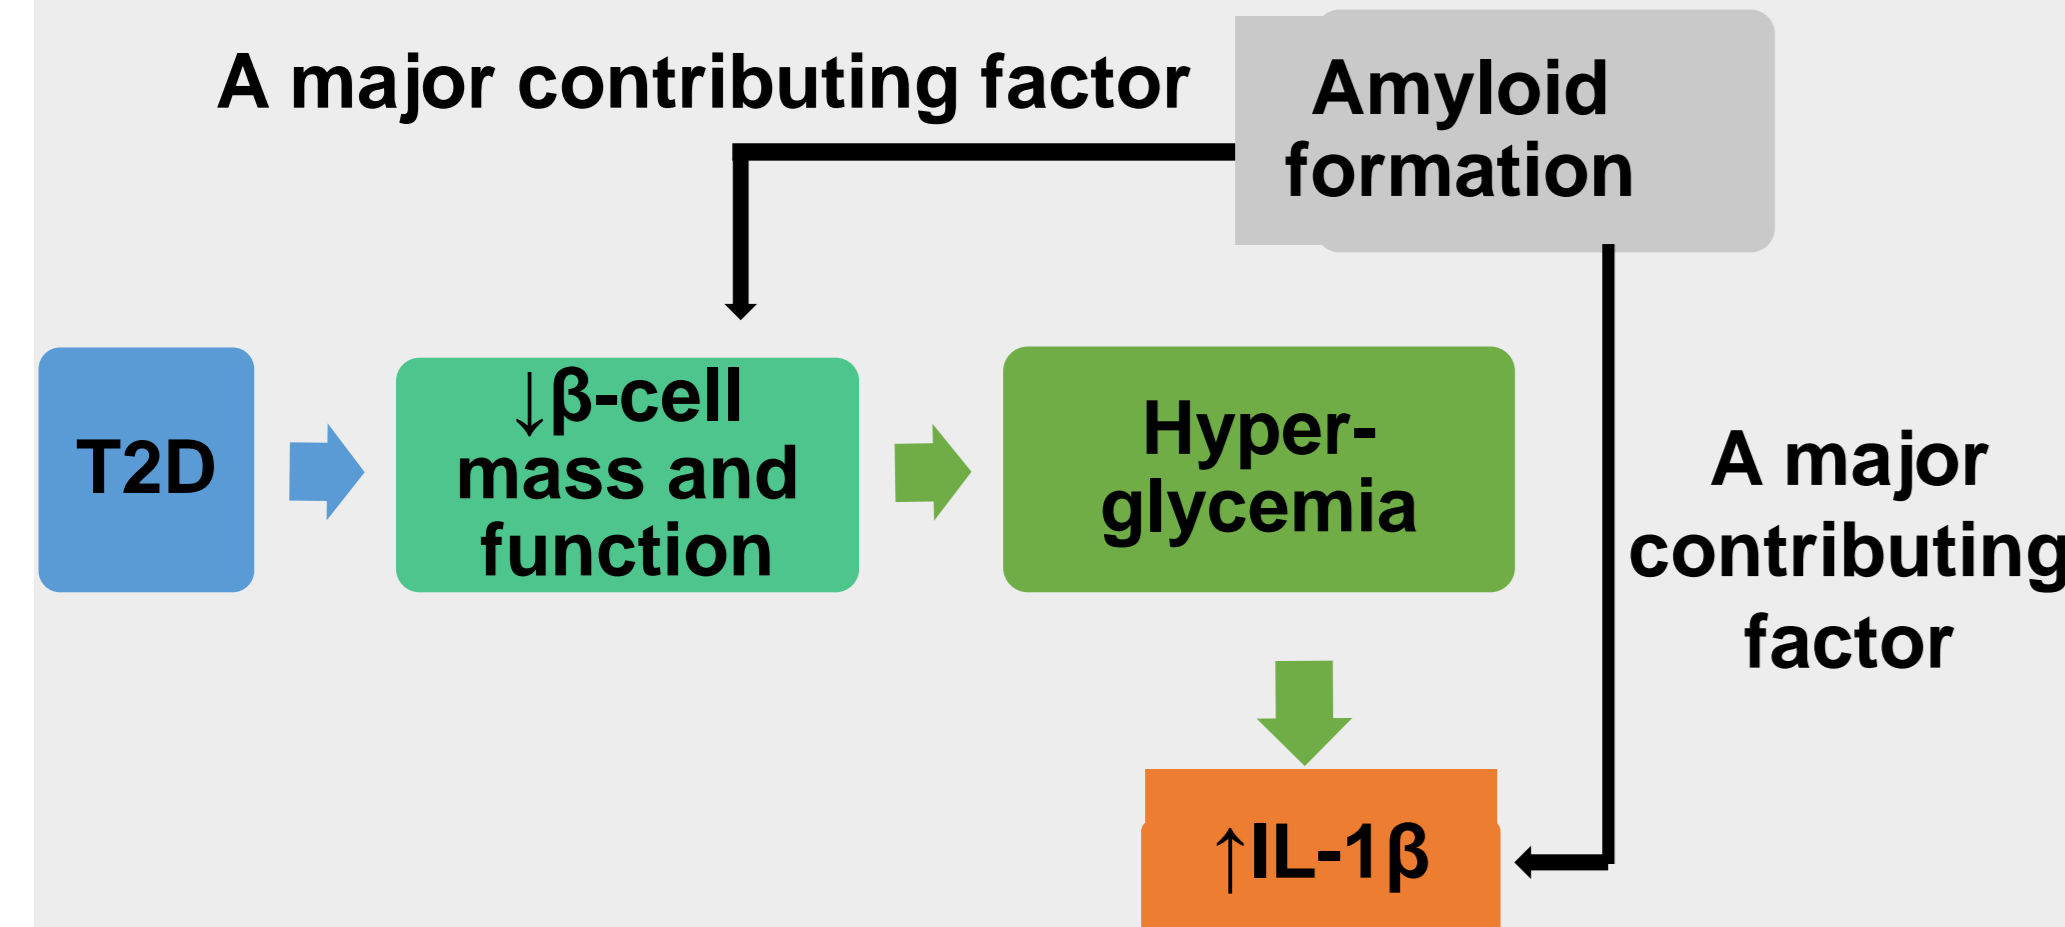 A major contributing factor
Amyloid
formation
T2D
↓β-cell
mass and
function
Hyper-
glycemia
A major
contributing
factor
↑IL-1β